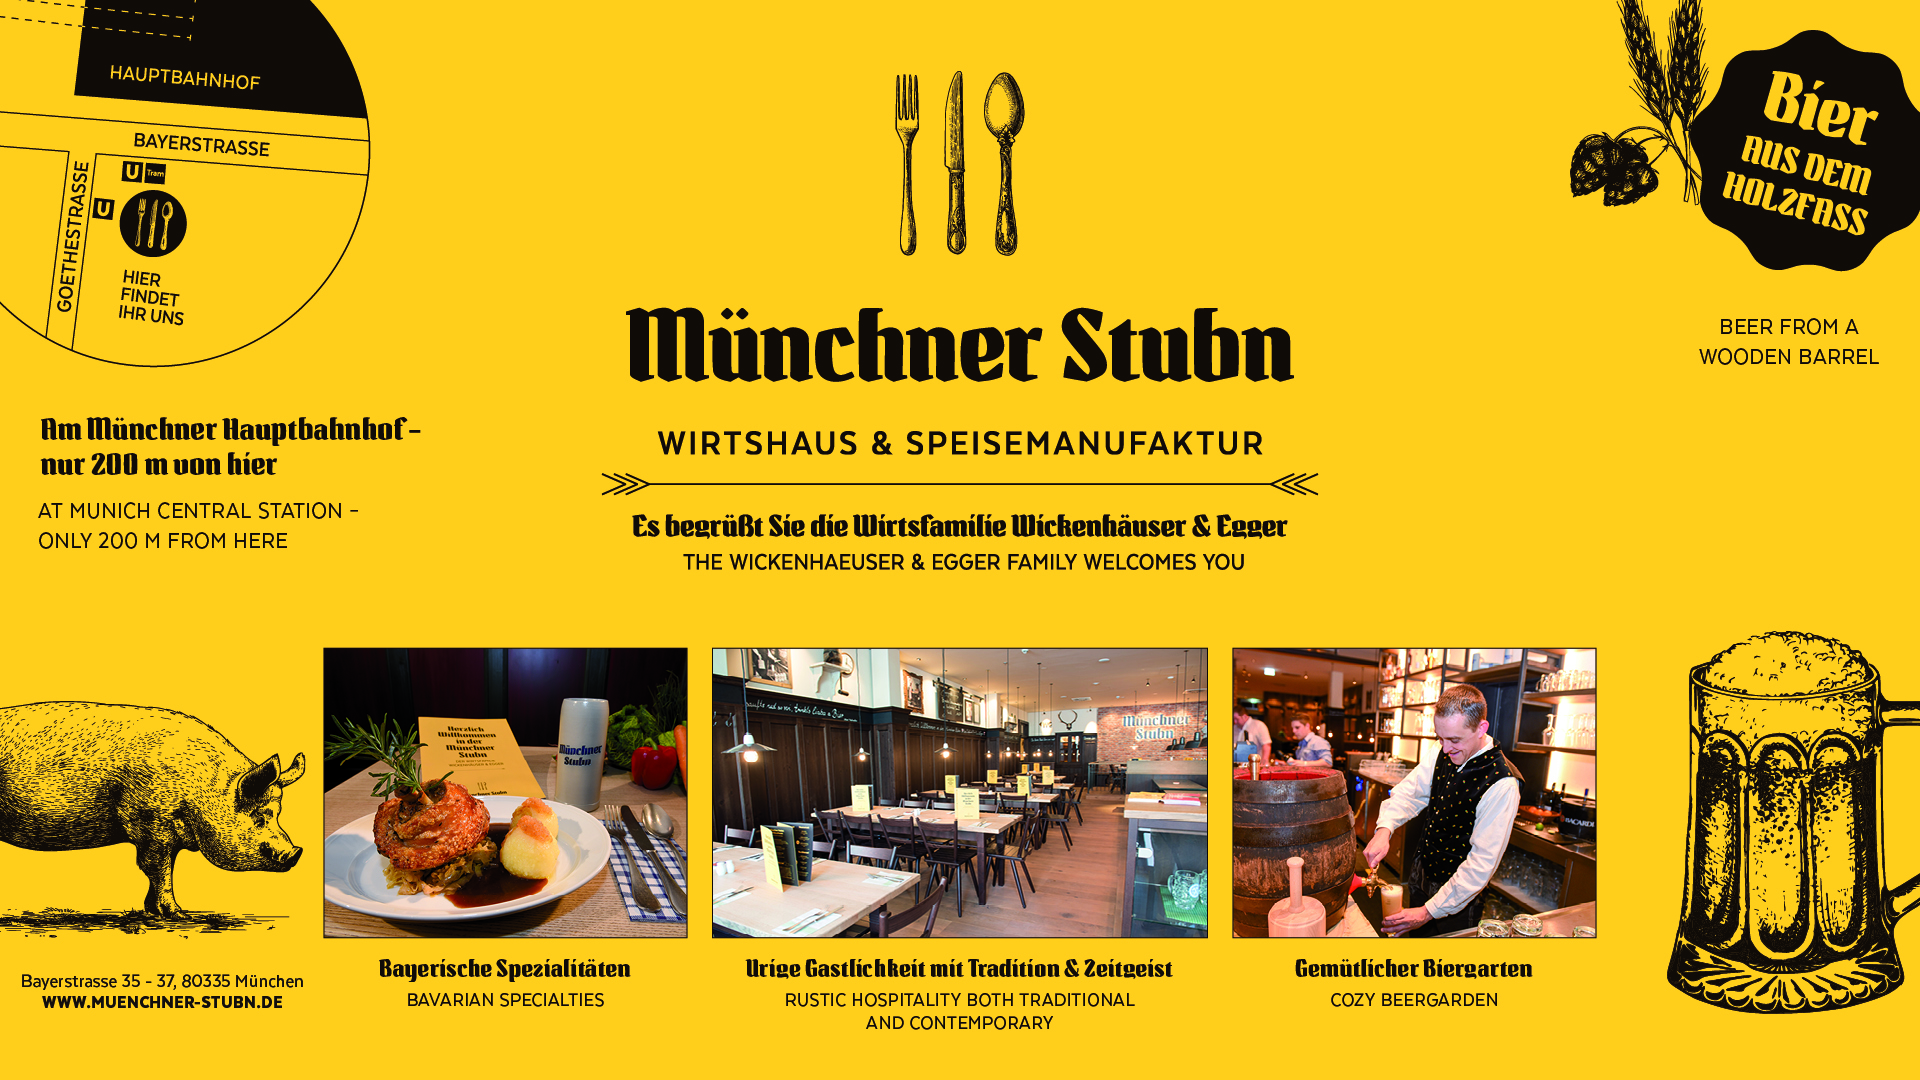 HAUPTBAHNHOF
BAYERSTRASSE
U Tram
U
GOETHESTRASSE
HIER
FINDET
IHR UNS
Am Münchner Hauptbahnhof –
nur 200 m von hier
AT MUNICH CENTRAL STATION –
ONLY 200 M FROM HERE
Münchner Stubn
WIRTSHAUS & SPEISEMANUFAKTUR
Es begrüßt Sie die Wirtsfamilie Wickenhäuser & Egger
THE WICKENHAEUSER & EGGER FAMILY WELCOMES YOU
Bier
AUS DEM
HOLZFASS
BEER FROM A
WOODEN BARREL
Herzlich
Willkommen
in der
Münchner
Stubn
Münchner
Stubn
Münchner
Stubn
BACARDI
Bayerstrasse 35 - 37, 80335 München
WWW.MUENCHNER-STUBN.DE
Bayerische Spezialitäten
BAVARIAN SPECIALTIES
Urige Gastlichkeit mit Tradition & Zeitgeist
RUSTIC HOSPITALITY BOTH TRADITIONAL
AND CONTEMPORARY
Gemütlicher Biergarten
COZY BEERGARDEN